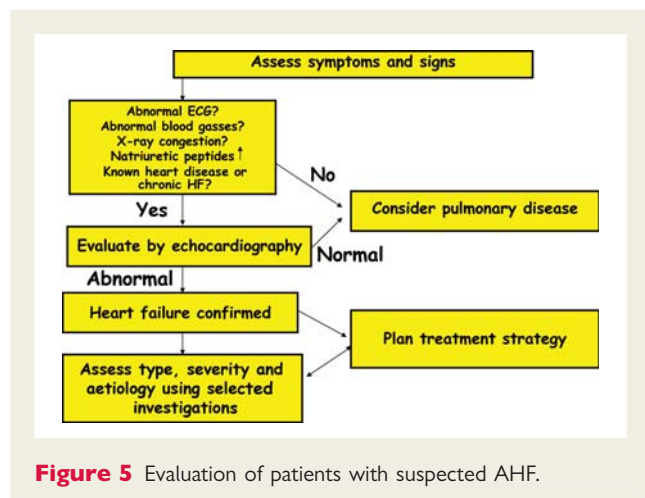 Assess symptoms and signs
Abnormal ECG?
Abnormal blood gasses?
X-ray congestion?
Natriuretic peptides ↑
Known heart disease or
chronic HF?
No
Yes
Consider pulmonary disease
Evaluate by echocardiography
Normal
Abnormal
Heart failure confirmed
Plan treatment strategy
Assess type, severity and
aetiology using selected
investigations
Figure 5 Evaluation of patients with suspected AHF.